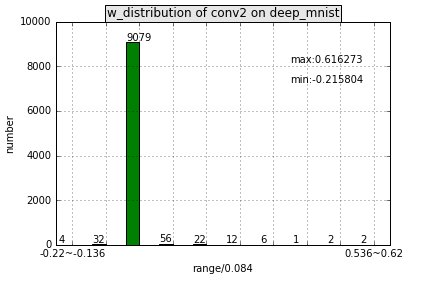 w_distribution of conv2 on deep_mnist
10000
8000
6000
4000
2000
0
number
9079
max:0.616273
min:-0.215804
4 32 56 22 12 6 1 2 2
-0.22~-0.136 0.536~0.62
range/0.084